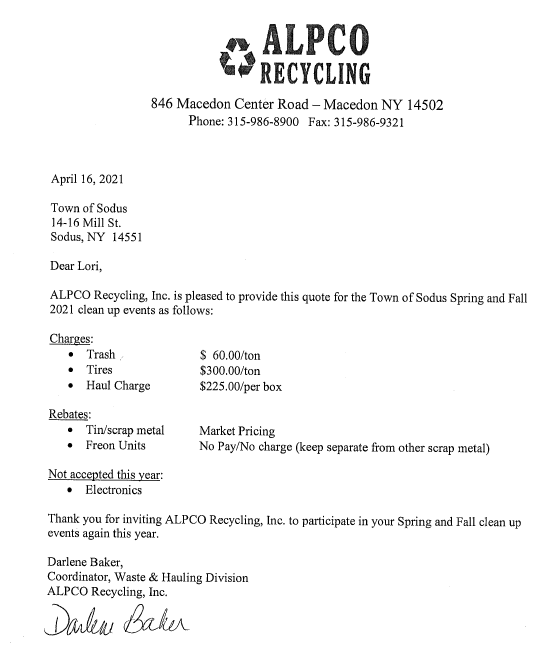 ALPCO
RECYCLING
846 Macedon Center Road – Macedon NY 14502
Phone: 315-986-8900 Fax: 315-986-9321
April 16, 2021
Town of Sodus
14-16 Mill St.
Sodus, NY 14551
Dear Lori,
ALPCO Recycling, Inc. is pleased to provide this quote for the Town of Sodus Spring and Fall
2021 clean up events as follows:
Charges:
• Trash $ 60.00/ton
• Tires $300.00/ton
• Haul Charge $225.00/per box
Rebates:
• Tin/scrap metal Market Pricing
• Freon Units No Pay/No charge (keep separate from other scrap metal)
Not accepted this year:
• Electronics
Thank you for inviting ALPCO Recycling, Inc. to participate in your Spring and Fall clean up
events again this year.
Darlene Baker,
Coordinator, Waste & Hauling Division
ALPCO Recycling, Inc.
Darlene Baker